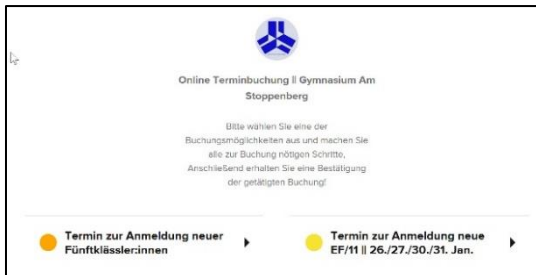 Online Terminbuchung || Gymnasium Am
Stoppenberg
Bitte wählen Sie eine der
Buchungsmöglichkeiten aus und machen Sie
alle zur Buchung nötigen Schritte,
Anschließend erhalten Sie eine Bestätigung
der getätigten Buchung!
Termin zur Anmeldung neuer
Fünftklässler:innen
Termin zur Anmeldung neue
EF/11 || 26./27./30./31. Jan.